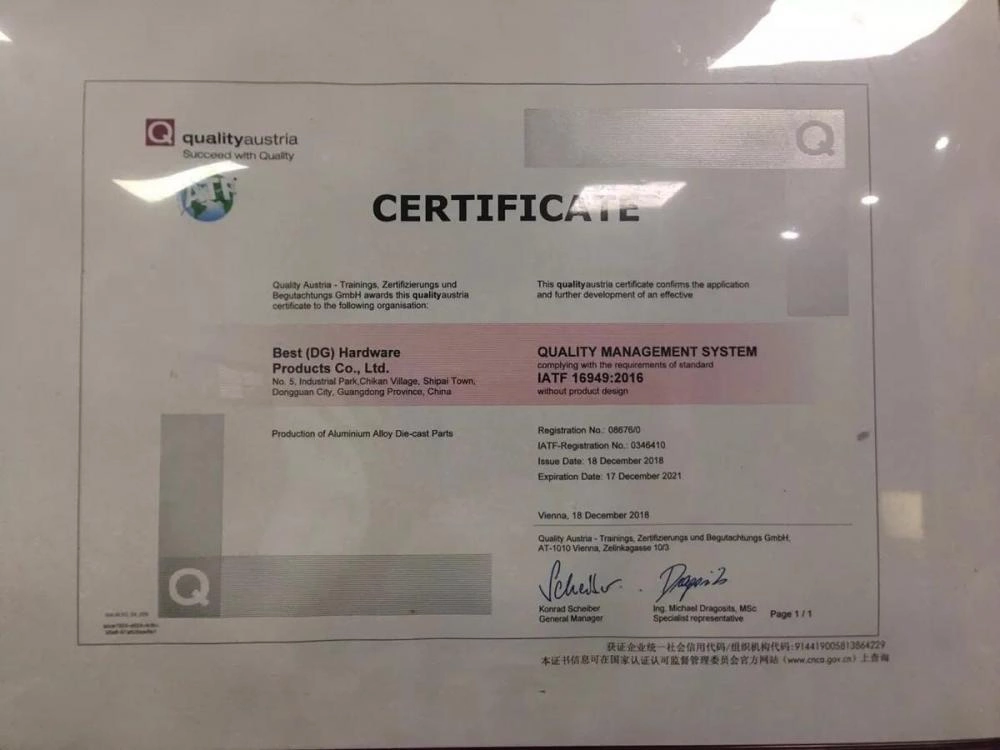 qualityaustria
Succeed with Quality
IATF
CERTIFICATE
Quality Austria - Trainings, Zertifizierungs und
Begutachtungs GmbH awards this qualityaustria
certificate to the following organisation:
This qualityaustria certificate confirms the application
and further development of an effective
Best (DG) Hardware
Products Co., Ltd.
No. 5, Industrial Park,Chikan Village, Shipai Town,
Dongguan City, Guangdong Province, China
QUALITY MANAGEMENT SYSTEM
complying with the requirements of standard
IATF 16949:2016
without product design
Production of Aluminium Alloy Die-cast Parts
Registration No.: 08676/0
IATF-Registration No.: 0346410
Issue Date: 18 December 2018
Expiration Date: 17 December 2021
Vienna, 18 December 2018
Quality Austria - Trainings, Zertifizierungs und Begutachtungs GmbH,
AT-1010 Vienna, Zelinkagasse 10/3
Scheiber
Dragosits
Konrad Scheiber
General Manager
Ing. Michael Dragosits, MSc
Specialist representative
Page 1 / 1
获证企业统一社会信用代码/组织机构代码:914419005813864229
本证书信息可在国家认证认可监督管理委员会官方网站（www.cnca.gov.cn）上查询